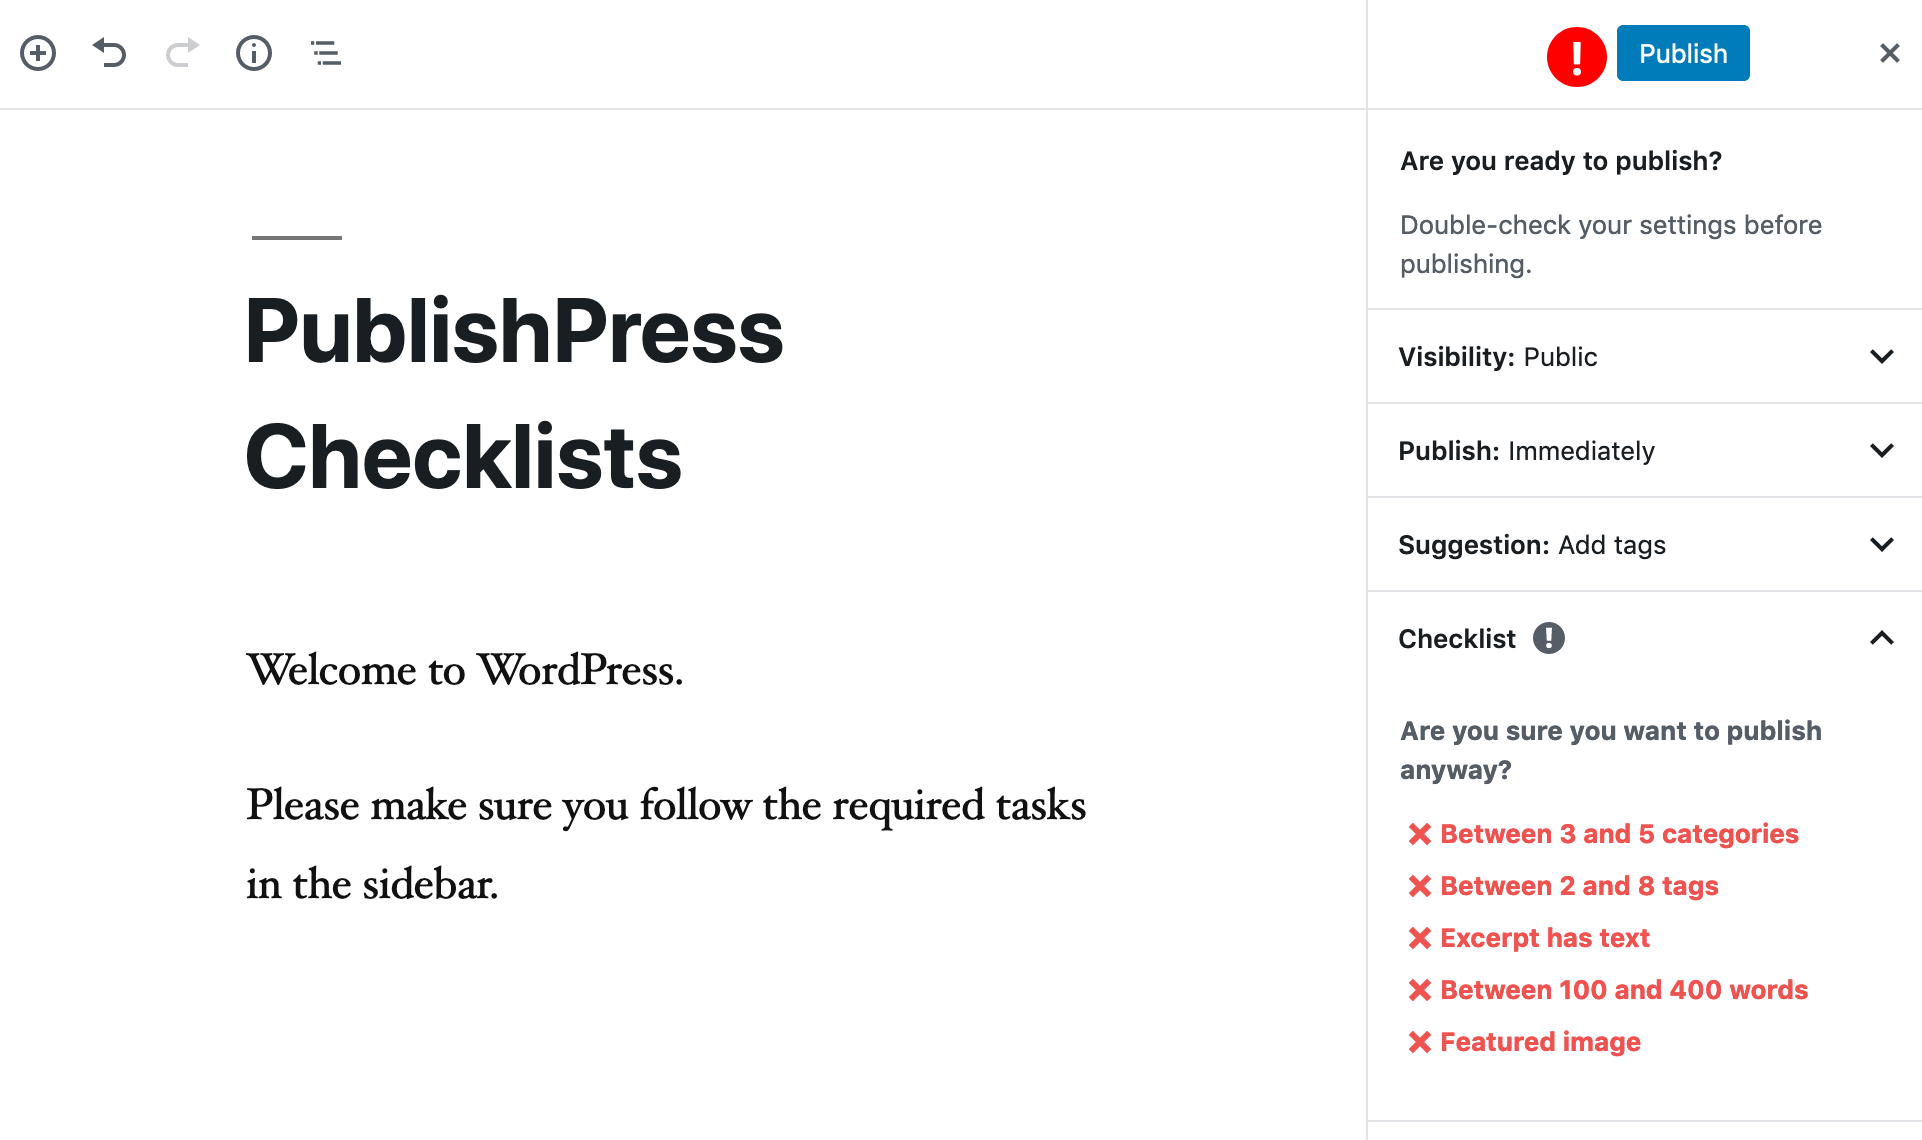 Publish
PublishPress
Checklists
Welcome to WordPress.
Please make sure you follow the required tasks
in the sidebar.
Are you ready to publish?
Double-check your settings before
publishing.
Visibility: Public
Publish: Immediately
Suggestion: Add tags
Checklist
Are you sure you want to publish
anyway?
Between 3 and 5 categories
Between 2 and 8 tags
Excerpt has text
Between 100 and 400 words
Featured image